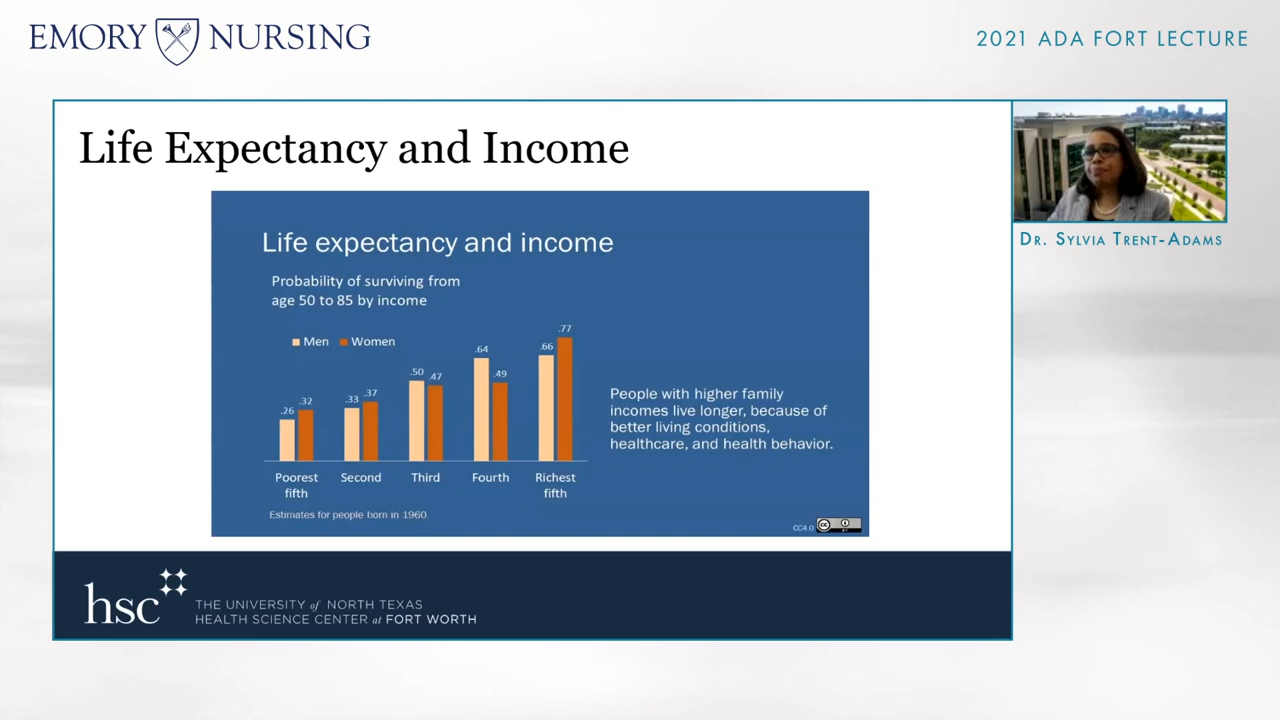 EMORY NURSING
2021 ADA FORT LECTURE
Life Expectancy and Income
DR. SYLVIA TRENT-ADAMS
Life expectancy and income
Probability of surviving from
age 50 to 85 by income
Men Women
.26 .32 .33 .37 .50 .47 .64 .49 .66 .77
Poorest fifth Second Third Fourth Richest fifth
People with higher family
incomes live longer, because of
better living conditions,
healthcare, and health behavior.
Estimates for people born in 1960.
CC4.0 cc BY
hsc
THE UNIVERSITY of NORTH TEXAS
HEALTH SCIENCE CENTER at FORT WORTH